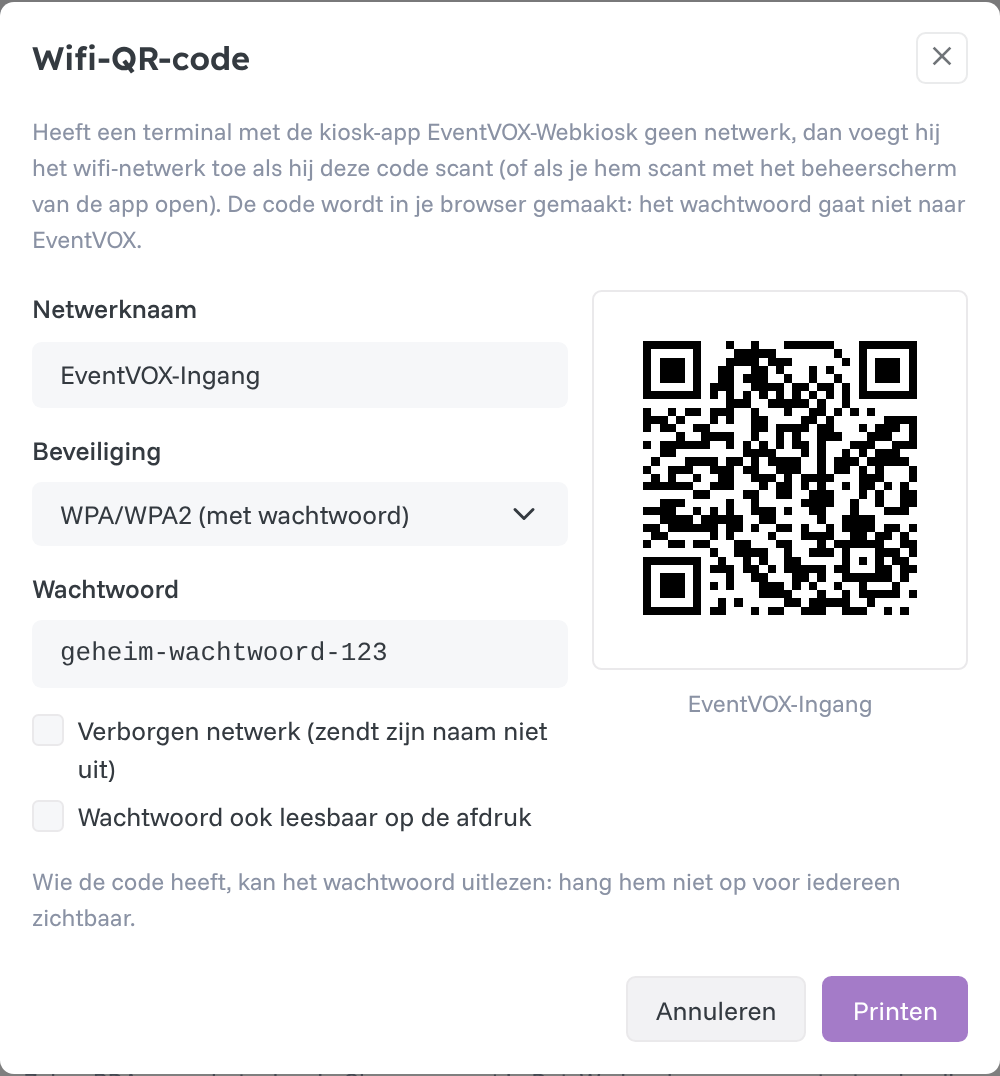 Wifi-QR-code
Heeft een terminal met de kiosk-app EventVOX-Webkiosk geen netwerk, dan voegt hij
het wifi-netwerk toe als hij deze code scant (of als je hem scant met het beheerscherm
van de app open). De code wordt in je browser gemaakt: het wachtwoord gaat niet naar
EventVOX.
Netwerknaam
EventVOX-Ingang
Beveiliging
WPA/WPA2 (met wachtwoord)
Wachtwoord
geheim-wachtwoord-123
Verborgen netwerk (zendt zijn naam niet
uit)
Wachtwoord ook leesbaar op de afdruk
EventVOX-Ingang
Wie de code heeft, kan het wachtwoord uitlezen: hang hem niet op voor iedereen
zichtbaar.
Annuleren
Printen